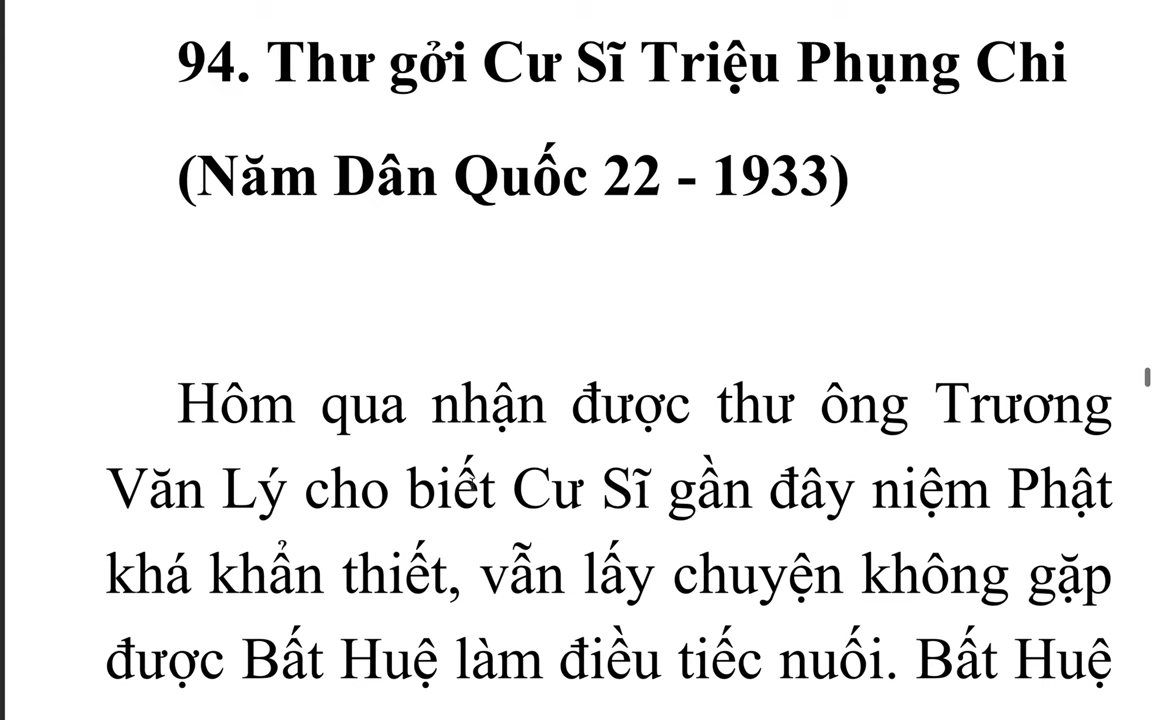 94. Thư gởi Cư Sĩ Triệu Phụng Chi
(Năm Dân Quốc 22 - 1933)
Hôm qua nhận được thư ông Trương
Văn Lý cho biết Cư Sĩ gần đây niệm Phật
khá khẩn thiết, vẫn lấy chuyện không gặp
được Bất Huệ làm điều tiếc nuối. Bất Huệ